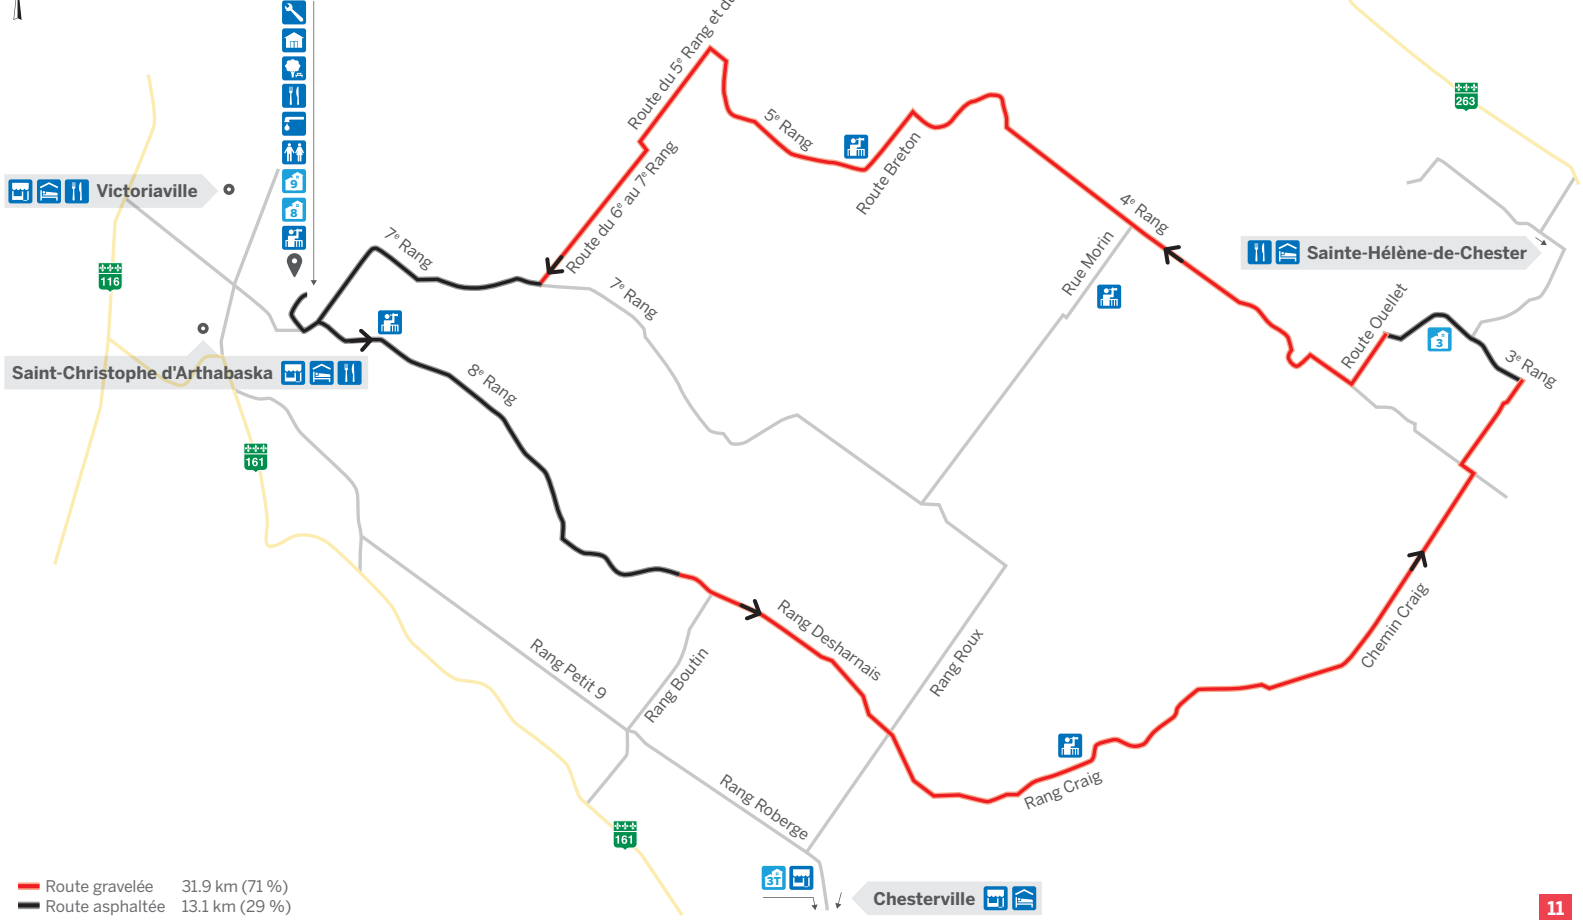 Route du 5e Rang et du
263
5e Rang
9
8
Victoriaville
Route Breton
Route du 6e au 7e Rang
4e Rang
7e Rang
Rue Morin
Sainte-Hélène-de-Chester
116
7e Rang
Route Ouellet
3
3e Rang
Saint-Christophe d'Arthabaska
8e Rang
161
Chemin Craig
Rang Desharnais
Rang Roux
Rang Petit 9
Rang Boutin
Rang Craig
Rang Roberge
161
3T
Chesterville
Route gravelée 31.9 km (71 %)
Route asphaltée 13.1 km (29 %)
11